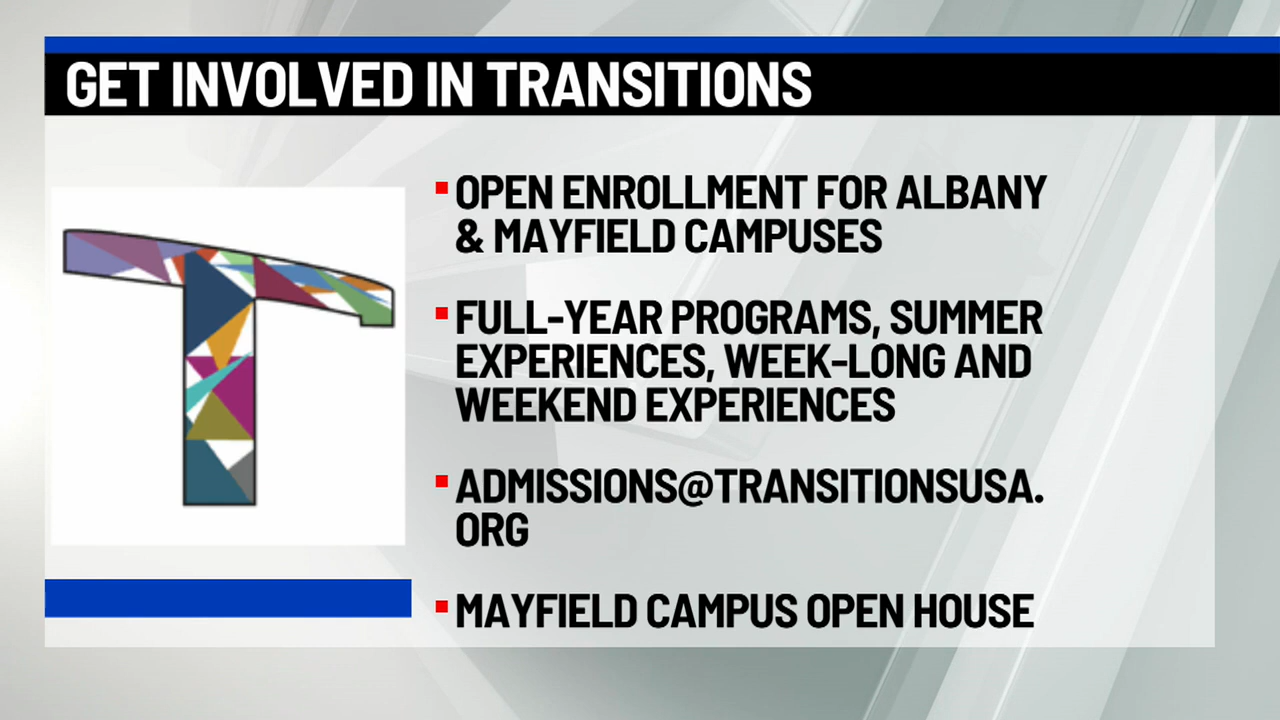 GET INVOLVED IN TRANSITIONS
OPEN ENROLLMENT FOR ALBANY
& MAYFIELD CAMPUSES
FULL-YEAR PROGRAMS, SUMMER
EXPERIENCES, WEEK-LONG AND
WEEKEND EXPERIENCES
ADMISSIONS@TRANSITIONSUSA.
ORG
MAYFIELD CAMPUS OPEN HOUSE